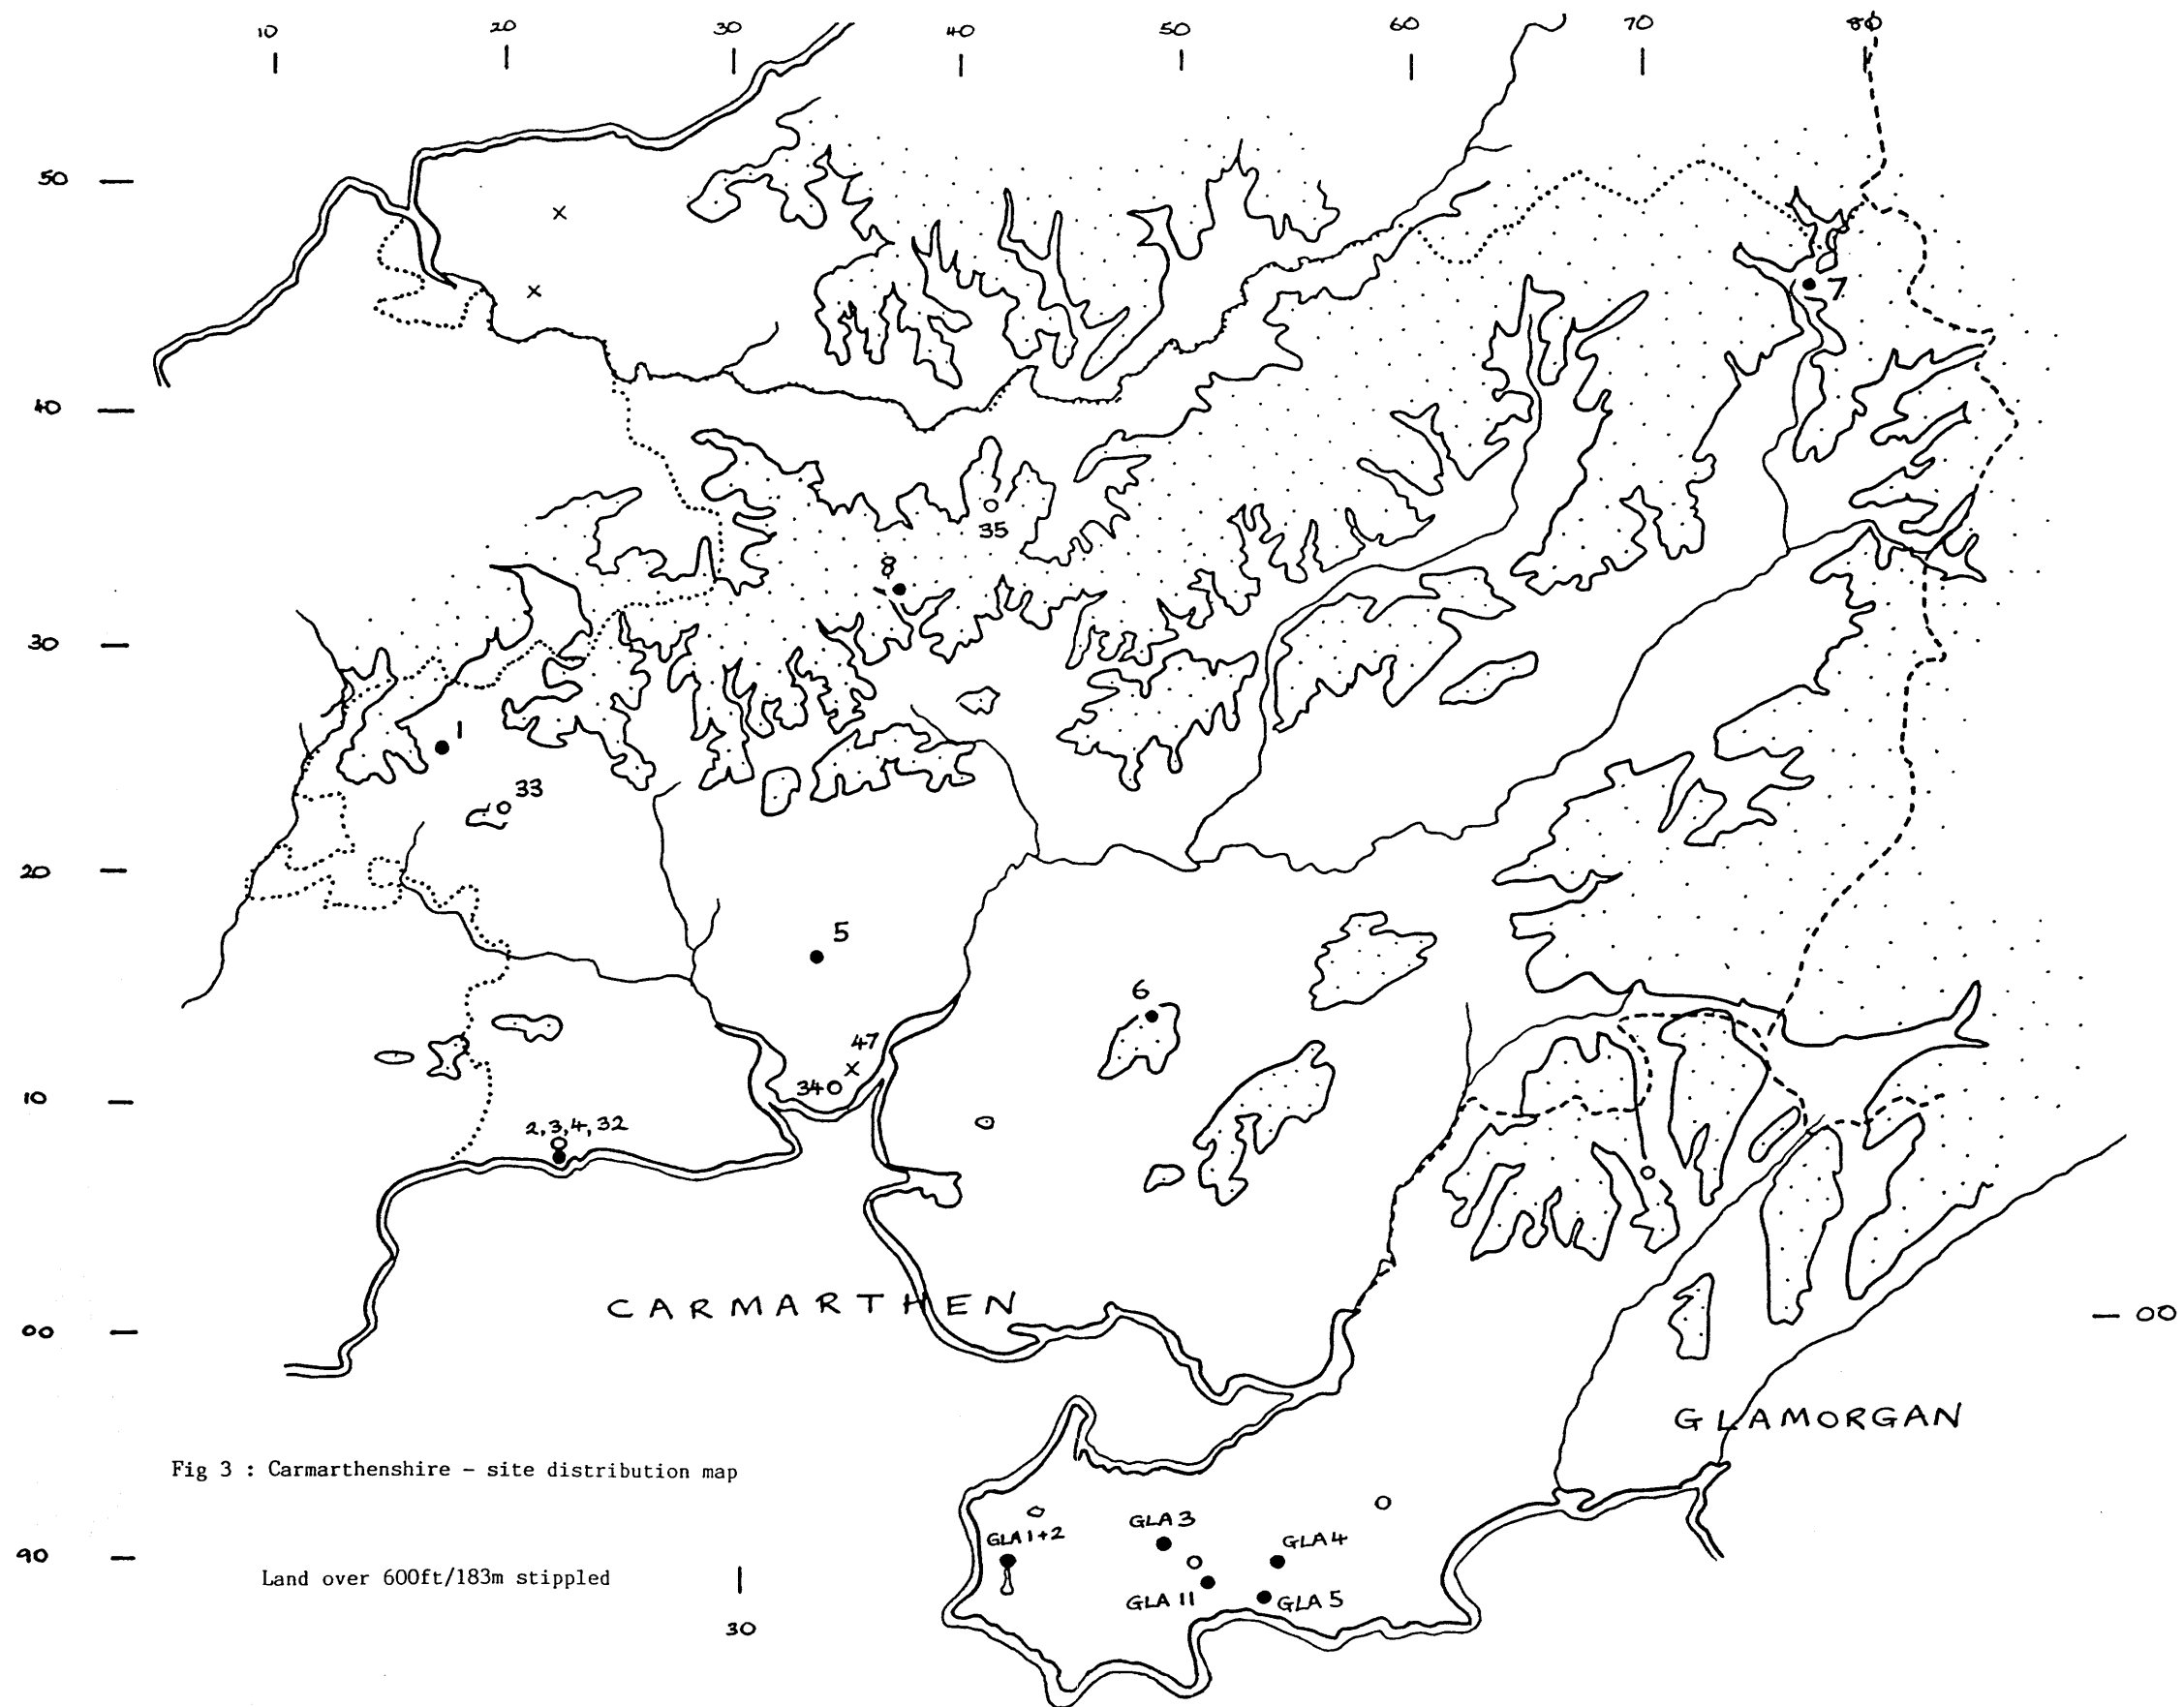 10 20 30 40 50 60 70 80
50
7
40
35
8
30
1
33
20
5
6
47
34
10
2,3,4,32
CARMARTHEN
00
00
GLAMORGAN
Fig 3 : Carmarthenshire – site distribution map
GLA 3
GLA 1+2
GLA 4
90
Land over 600ft/183m stippled
GLA 11
GLA 5
30